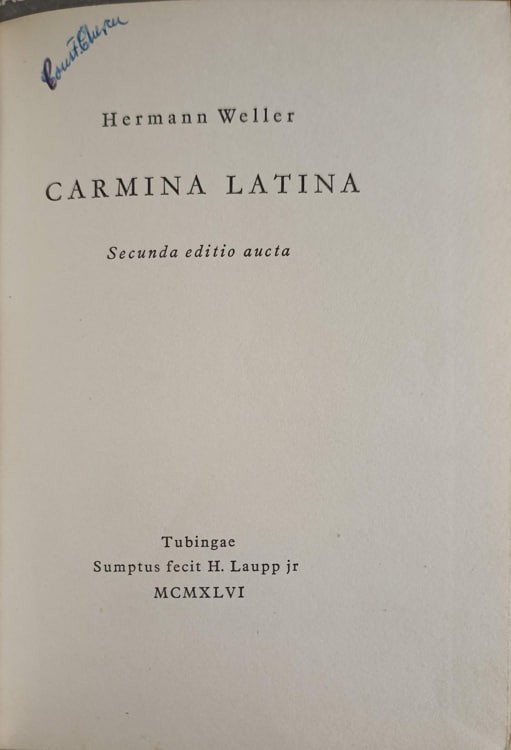 Hermann Weller
CARMINA LATINA
Secunda editio aucta
Tubingae
Sumptus fecit H. Laupp jr
MCMXLVI